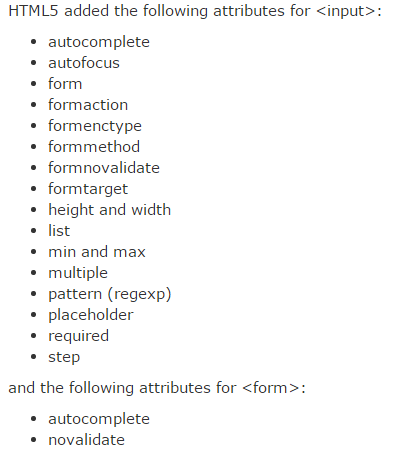 HTML5 added the following attributes for <input>:
autocomplete
autofocus
form
formaction
formenctype
formmethod
formnovalidate
formtarget
height and width
list
min and max
multiple
pattern (regexp)
placeholder
required
step
and the following attributes for <form>:
autocomplete
novalidate